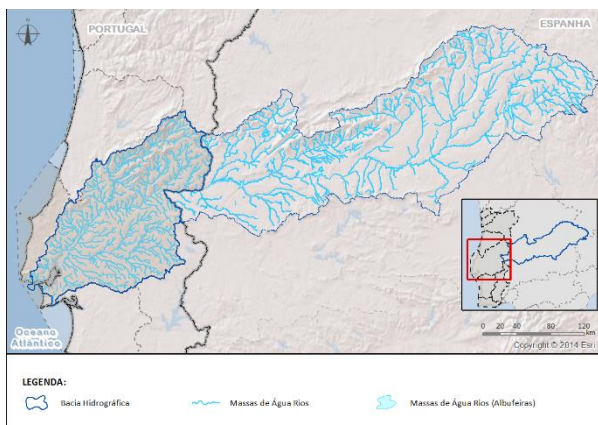 N
PORTUGAL
ESPANHA
Oceano
Atlântico
0 20 40 80 120
km
Copyright © 2014 Esri
LEGENDA:
Bacia Hidrográfica
Massas de Água Rios
Massas de Água Rios (Albufeiras)